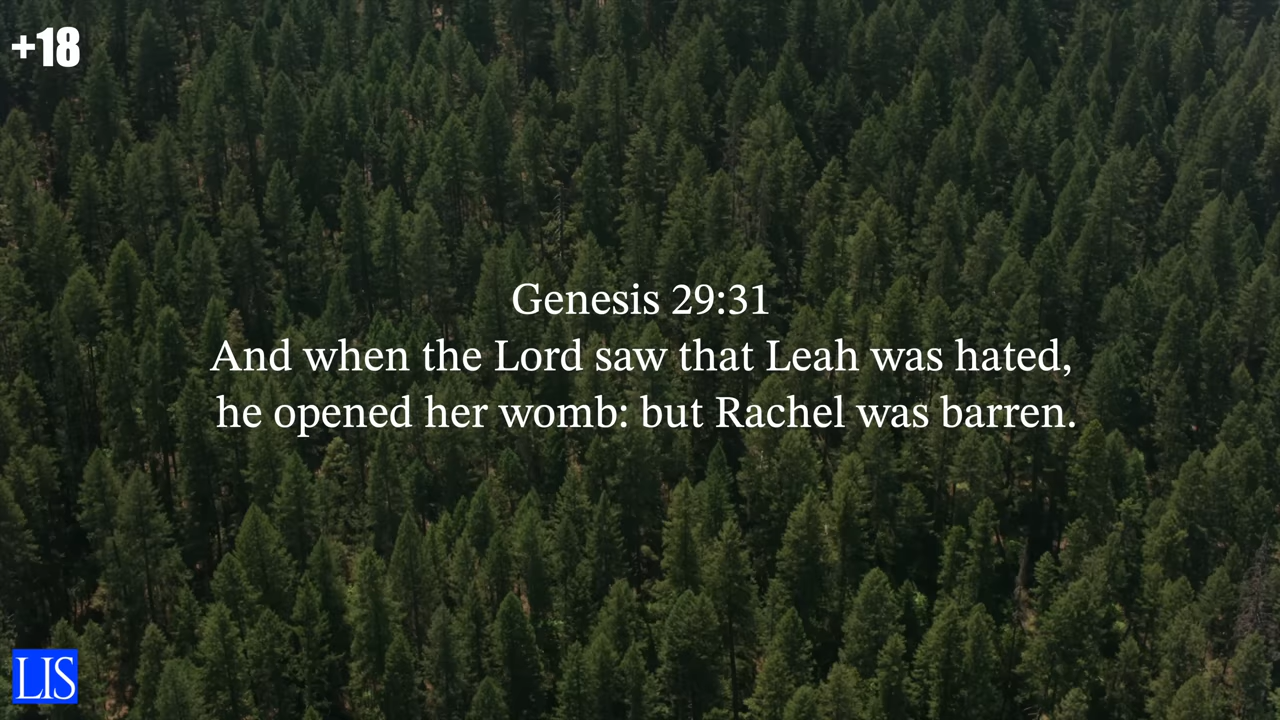 +18
Genesis 29:31
And when the Lord saw that Leah was hated,
he opened her womb: but Rachel was barren.
LIS